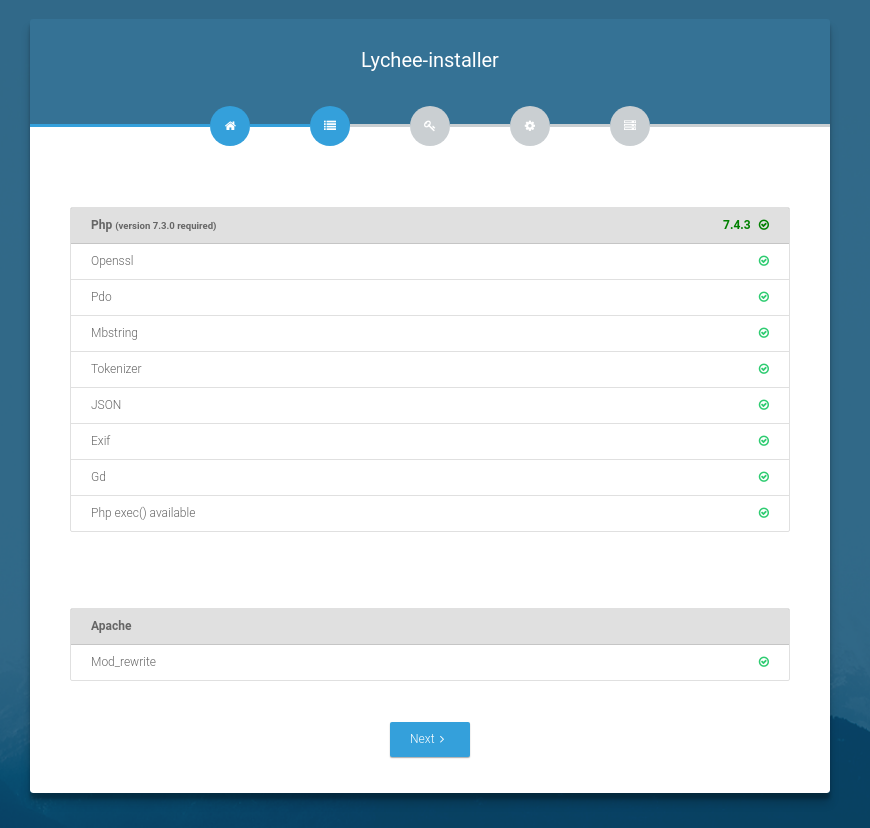 Lychee-installer
Php (version 7.3.0 required) 7.4.3
Openssl
Pdo
Mbstring
Tokenizer
JSON
Exif
Gd
Php exec() available
Apache
Mod_rewrite
Next